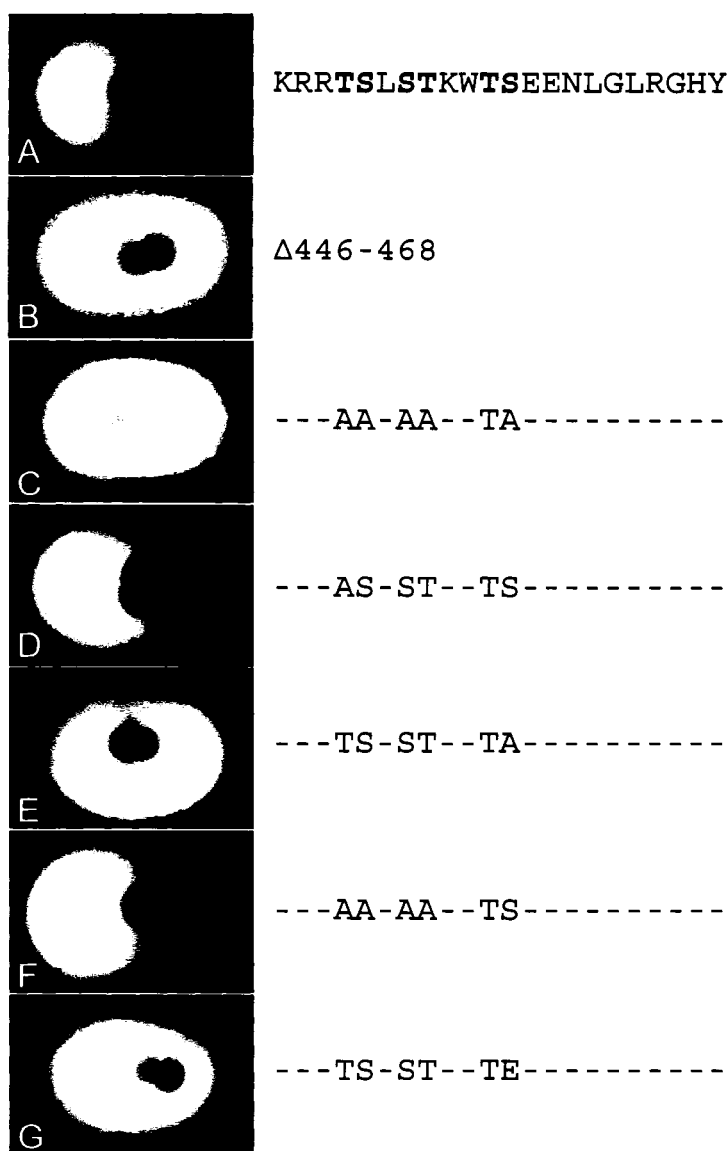 A KRRTSLSTKWTSEENLGLRGHY
B Δ446-468
C ---AA-AA--TA-----------
D ---AS-ST--TS-----------
E ---TS-ST--TA-----------
F ---AA-AA--TS-----------
G ---TS-ST--TE-----------